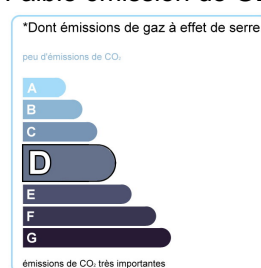 *Dont émissions de gaz à effet de serre
peu d'émissions de CO₂
A
B
C
D
E
F
G
émissions de CO₂ très importantes